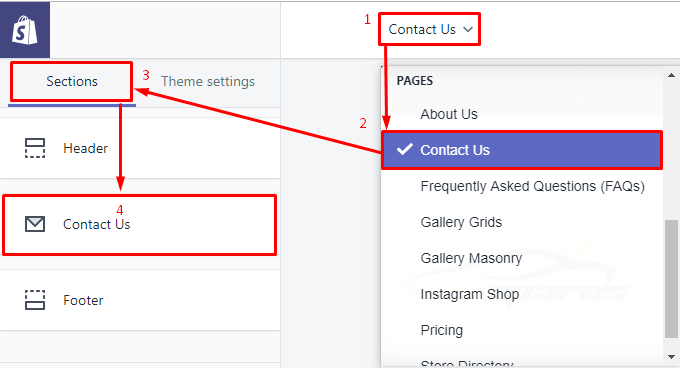 1
Contact Us
Sections
3
Theme settings
PAGES
About Us
2
Contact Us
Header
Frequently Asked Questions (FAQs)
4
Contact Us
Gallery Grids
Gallery Masonry
Instagram Shop
Footer
Pricing
Store Directory